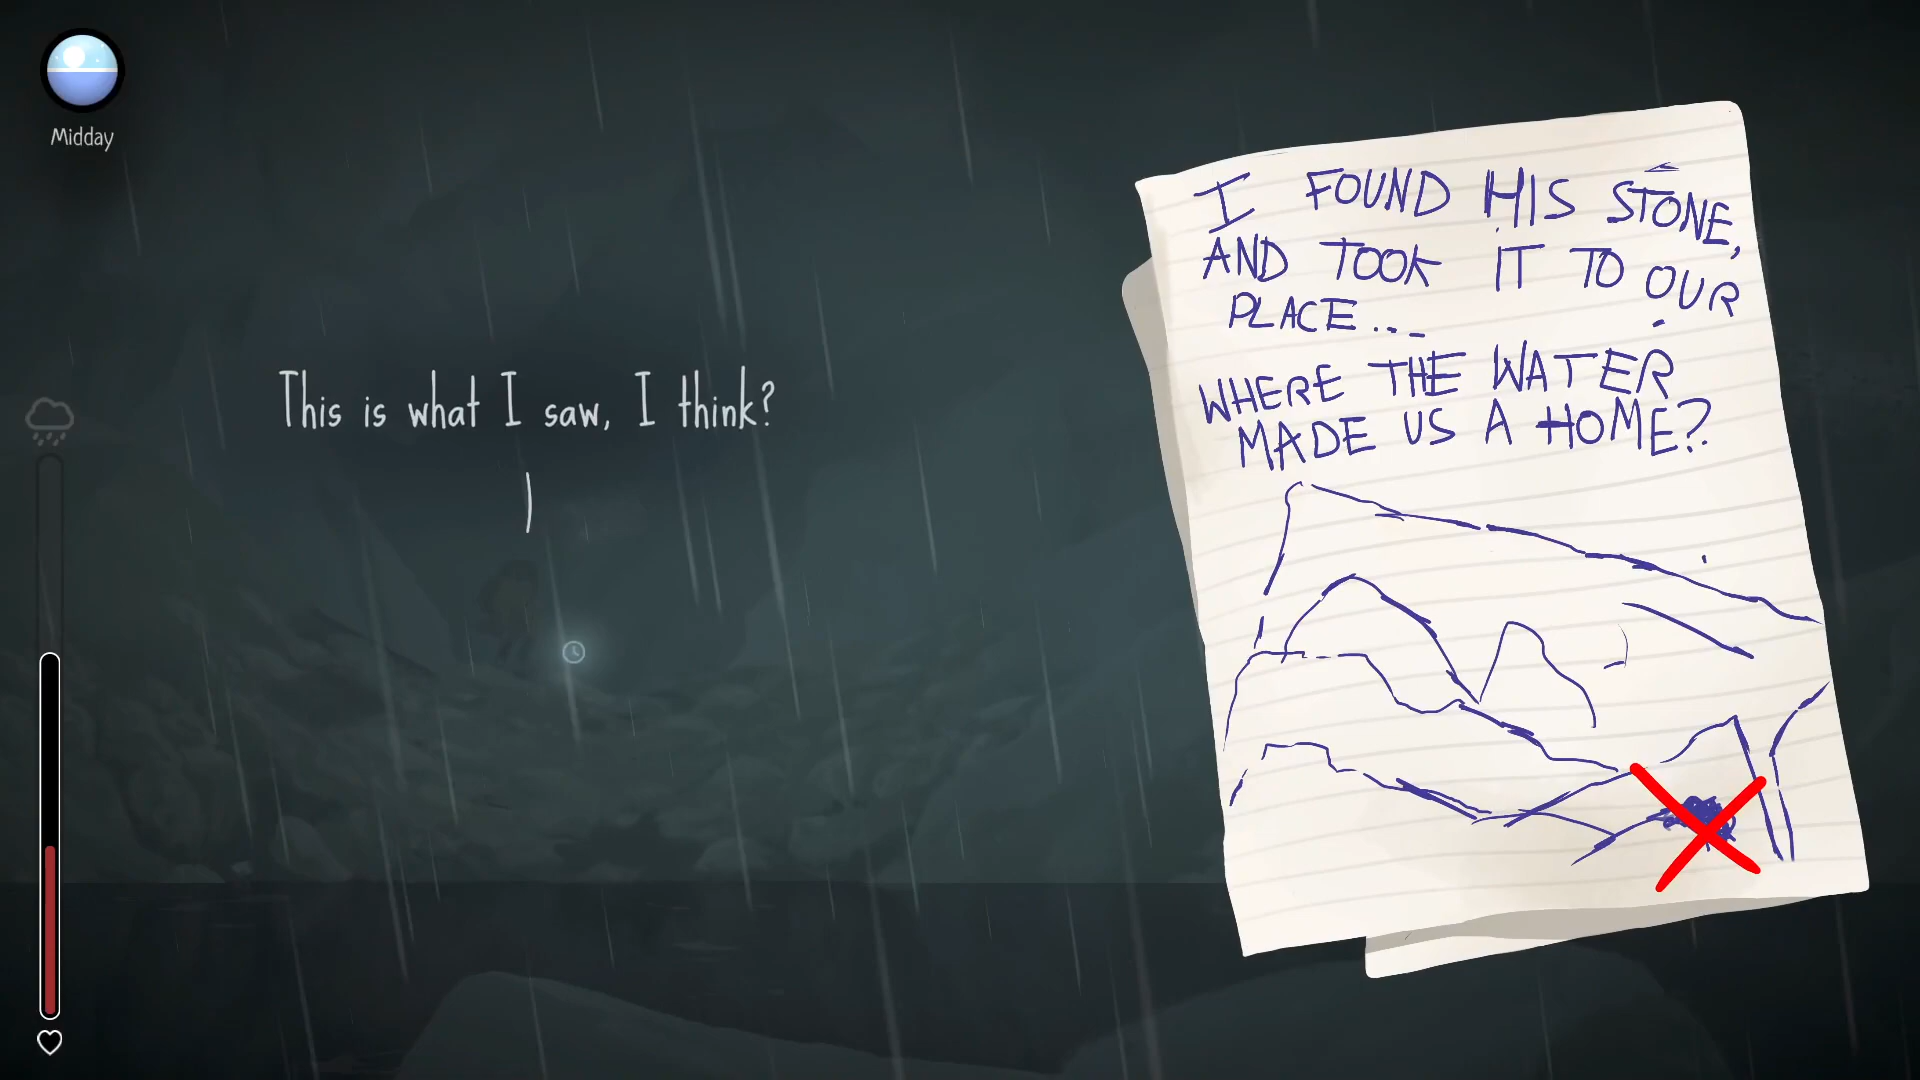 Midday
This is what I saw, I think?
I FOUND HIS STONE,
AND TOOK IT TO OUR
PLACE...
WHERE THE WATER
MADE US A HOME?